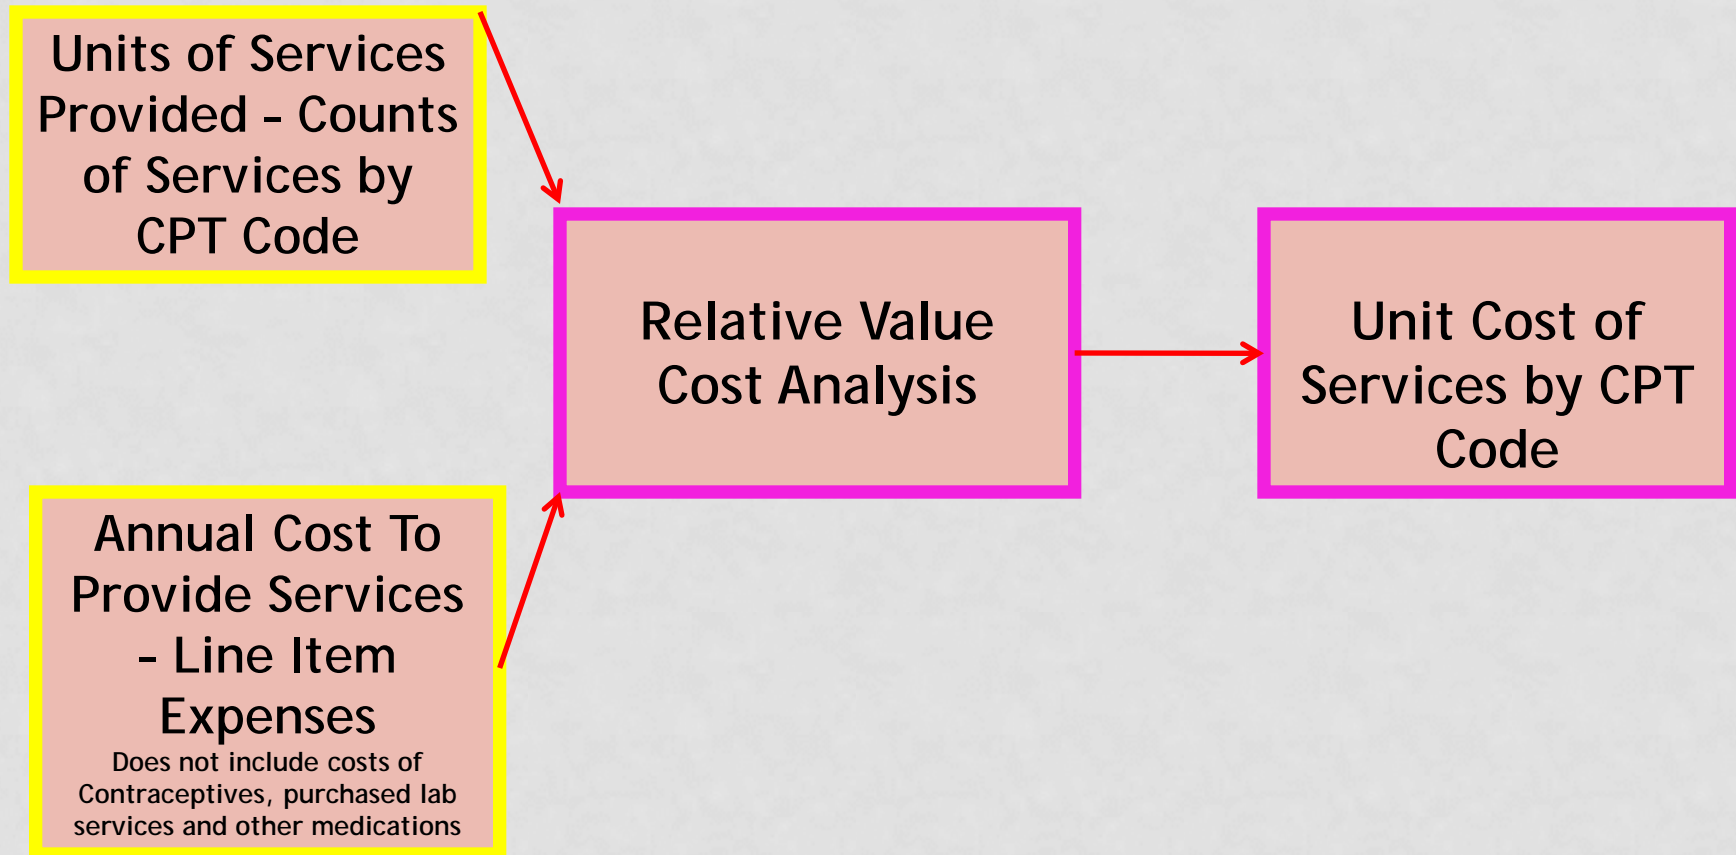 Units of Services
Provided - Counts
of Services by
CPT Code
Relative Value
Cost Analysis
Unit Cost of
Services by CPT
Code
Annual Cost To
Provide Services
- Line Item
Expenses
Does not include costs of
Contraceptives, purchased lab
services and other medications